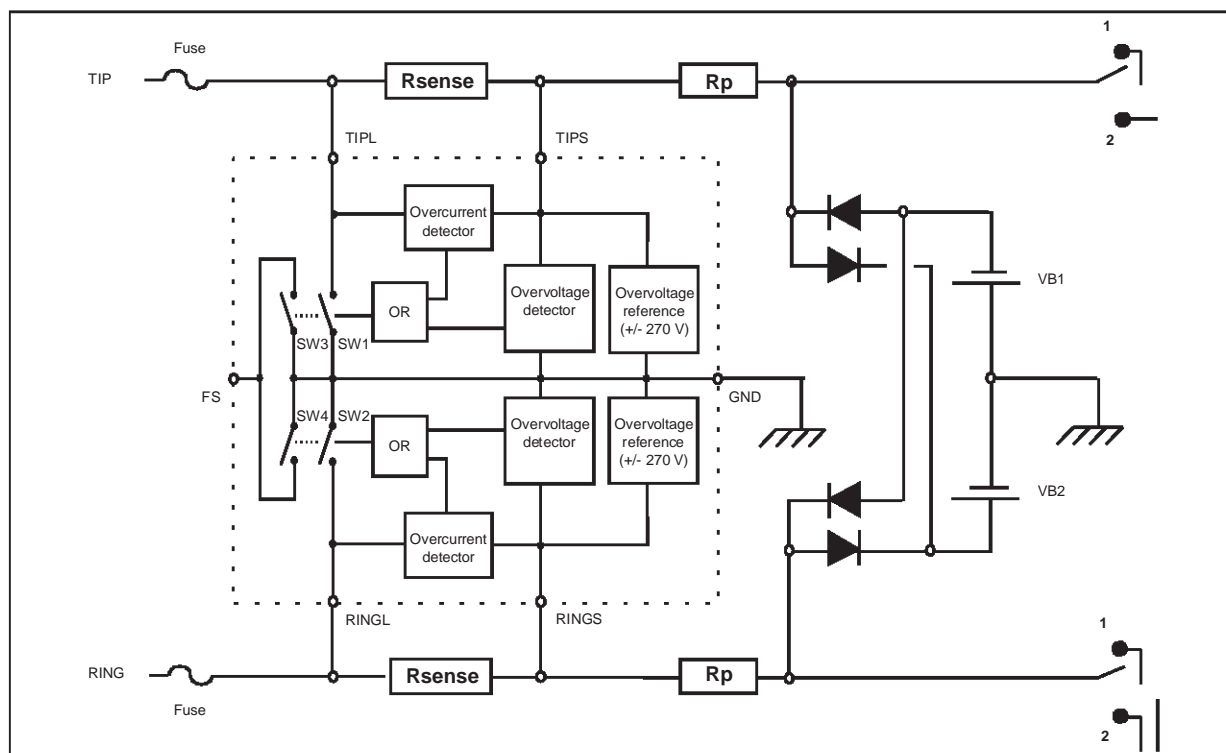 Fuse
1
TIP
Rsense
Rp
TIPL
TIPS
2
Overcurrent
detector
OR
Overvoltage
detector
Overvoltage
reference
(+/- 270 V)
VB1
SW3
SW1
FS
GND
SW4
SW2
OR
Overvoltage
detector
Overvoltage
reference
(+/- 270 V)
VB2
Overcurrent
detector
RINGL
RINGS
1
RING
Rsense
Rp
Fuse
2